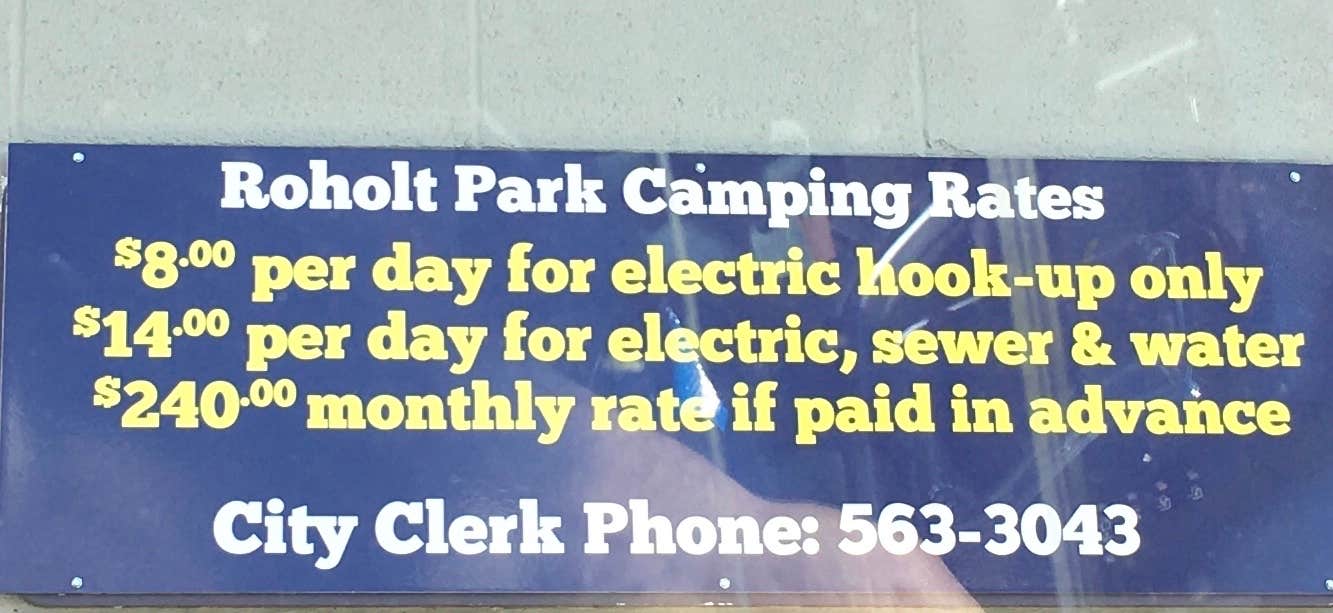 Roholt Park Camping Rates
$8.00 per day for electric hook-up only
$14.00 per day for electric, sewer & water
$240.00 monthly rate if paid in advance
City Clerk Phone: 563-3043